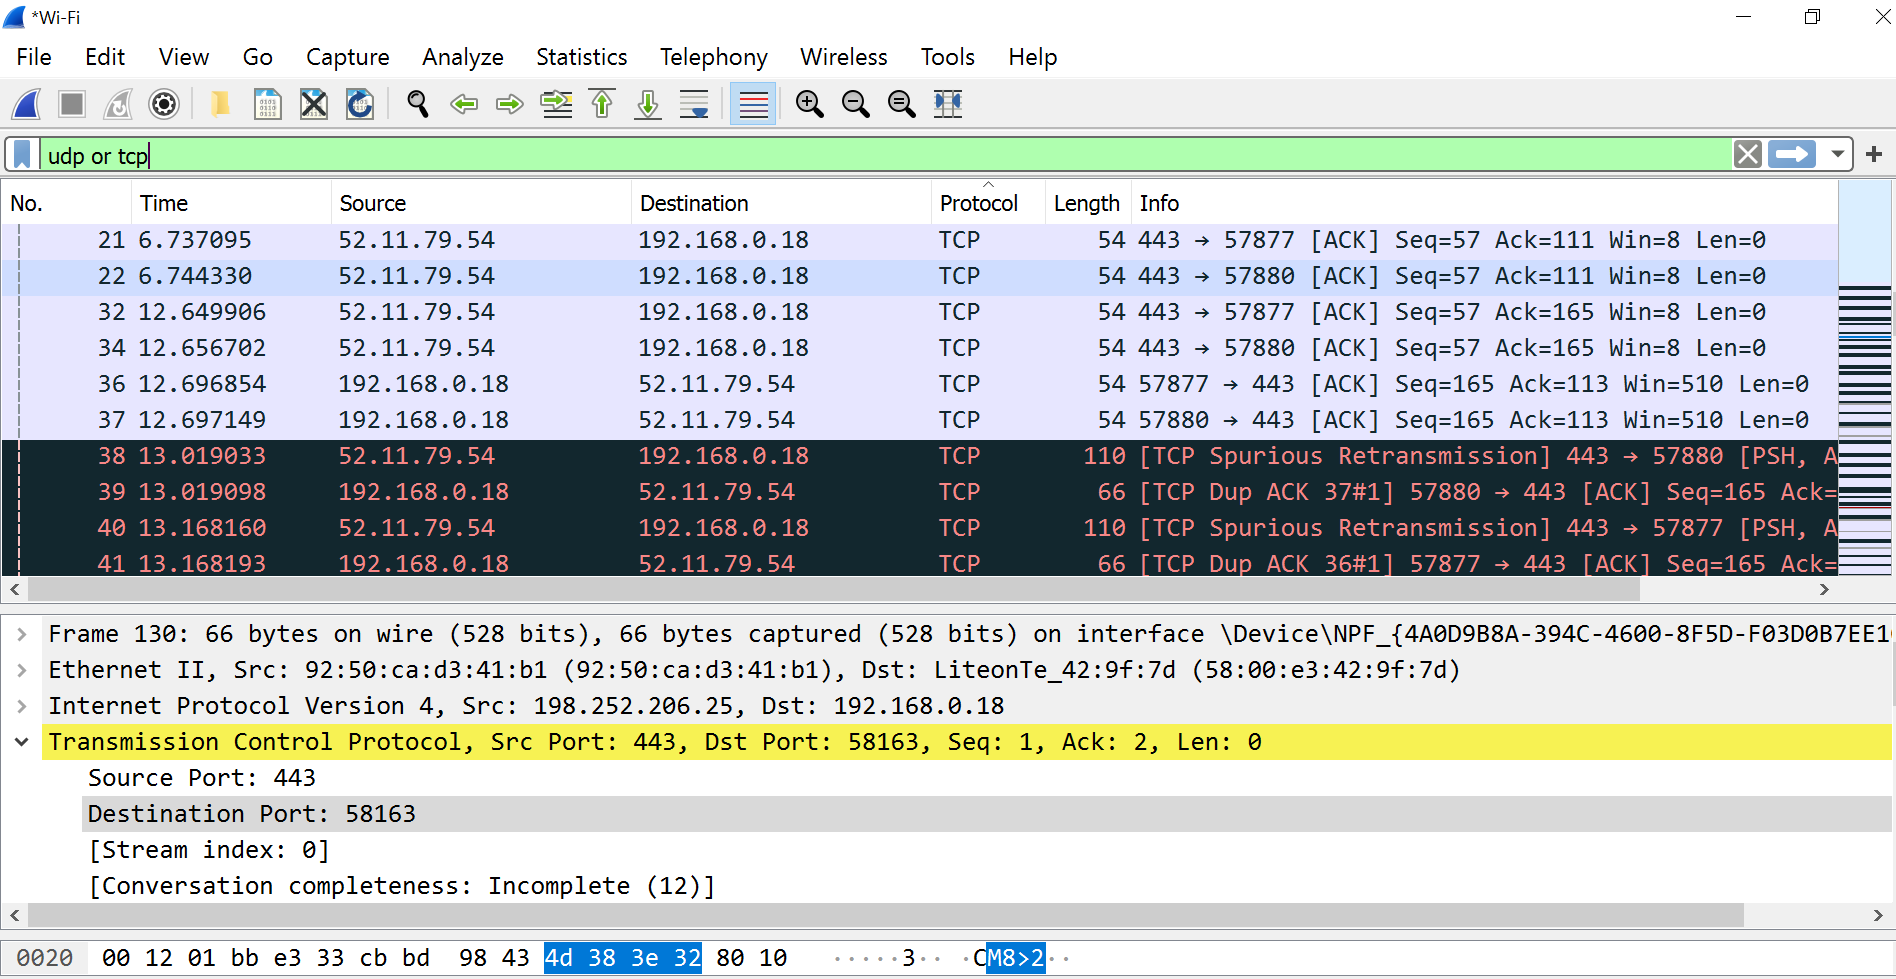 *Wi-Fi
File Edit View Go Capture Analyze Statistics Telephony Wireless Tools Help
udp or tcp
No. Time Source Destination Protocol Length Info
21 6.737095 52.11.79.54 192.168.0.18 TCP 54 443 → 57877 [ACK] Seq=57 Ack=111 Win=8 Len=0
22 6.744330 52.11.79.54 192.168.0.18 TCP 54 443 → 57880 [ACK] Seq=57 Ack=111 Win=8 Len=0
32 12.649906 52.11.79.54 192.168.0.18 TCP 54 443 → 57877 [ACK] Seq=57 Ack=165 Win=8 Len=0
34 12.656702 52.11.79.54 192.168.0.18 TCP 54 443 → 57880 [ACK] Seq=57 Ack=165 Win=8 Len=0
36 12.696854 192.168.0.18 52.11.79.54 TCP 54 57877 → 443 [ACK] Seq=165 Ack=113 Win=510 Len=0
37 12.697149 192.168.0.18 52.11.79.54 TCP 54 57880 → 443 [ACK] Seq=165 Ack=113 Win=510 Len=0
38 13.019033 52.11.79.54 192.168.0.18 TCP 110 [TCP Spurious Retransmission] 443 → 57880 [PSH, A
39 13.019098 192.168.0.18 52.11.79.54 TCP 66 [TCP Dup ACK 37#1] 57880 → 443 [ACK] Seq=165 Ack=
40 13.168160 52.11.79.54 192.168.0.18 TCP 110 [TCP Spurious Retransmission] 443 → 57877 [PSH, A
41 13.168193 192.168.0.18 52.11.79.54 TCP 66 [TCP Dup ACK 36#1] 57877 → 443 [ACK] Seq=165 Ack=
Frame 130: 66 bytes on wire (528 bits), 66 bytes captured (528 bits) on interface \Device\NPF_{4A0D9B8A-394C-4600-8F5D-F03D0B7EE1
Ethernet II, Src: 92:50:ca:d3:41:b1 (92:50:ca:d3:41:b1), Dst: LiteonTe_42:9f:7d (58:00:e3:42:9f:7d)
Internet Protocol Version 4, Src: 198.252.206.25, Dst: 192.168.0.18
Transmission Control Protocol, Src Port: 443, Dst Port: 58163, Seq: 1, Ack: 2, Len: 0
Source Port: 443
Destination Port: 58163
[Stream index: 0]
[Conversation completeness: Incomplete (12)]
0020 00 12 01 bb e3 33 cb bd 98 43 4d 38 3e 32 80 10 ·····3·· ·CM8>2··